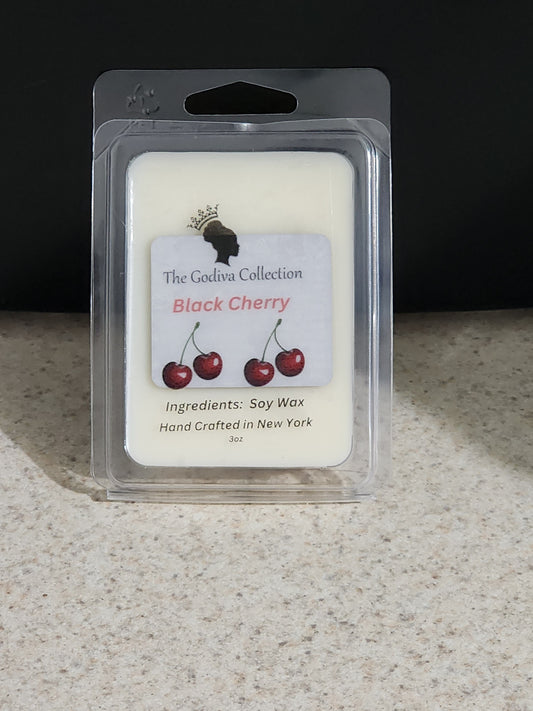 The Godiva Collection
Black Cherry
Ingredients: Soy Wax
Hand Crafted in New York
3oz